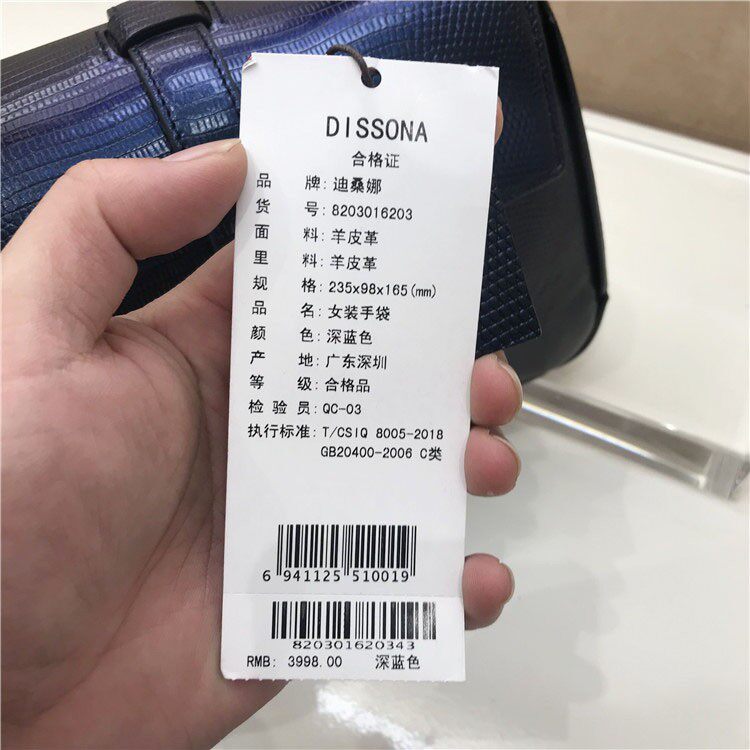 DISSONA
合格证
品 牌: 迪桑娜
货 号: 8203016203
面 料: 羊皮革
里 料: 羊皮革
规 格: 235x98x165(mm)
品 名: 女装手袋
颜 色: 深蓝色
产 地: 广东深圳
等 级: 合格品
检 验 员: QC-03
执行标准: T/CSIQ 8005-2018
GB20400-2006 C类
6 941125 510019
820301620343
RMB: 3998.00 深蓝色